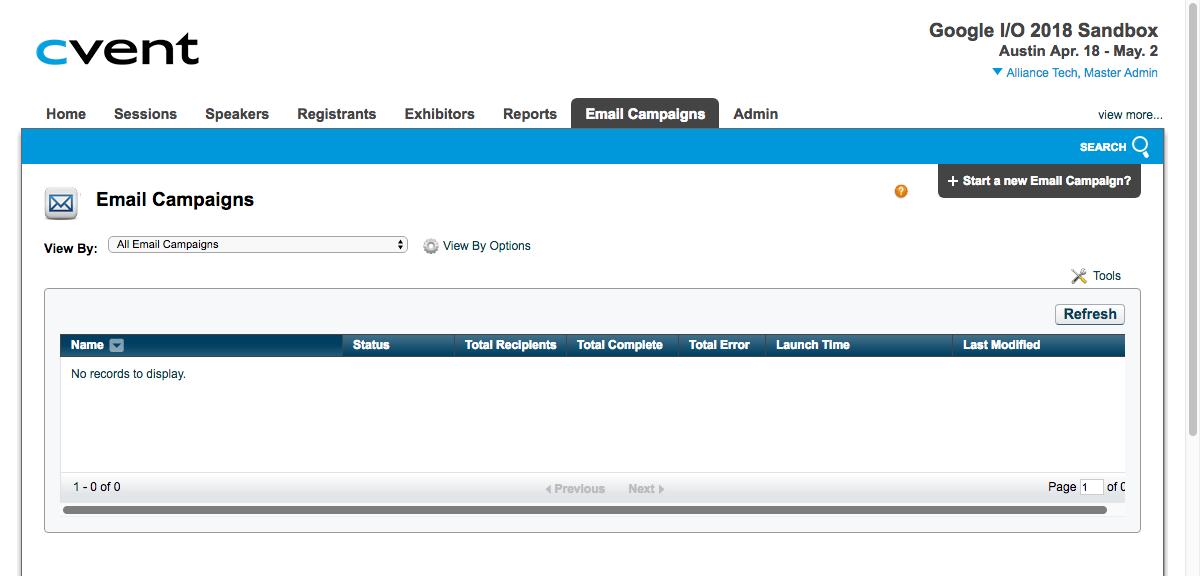 cvent
Google I/O 2018 Sandbox
Austin Apr. 18 - May. 2
Alliance Tech, Master Admin
Home Sessions Speakers Registrants Exhibitors Reports Email Campaigns Admin view more...
SEARCH
+ Start a new Email Campaign?
Email Campaigns
?
View By: All Email Campaigns View By Options
Tools
Refresh
Name Status Total Recipients Total Complete Total Error Launch Time Last Modified
No records to display.
1 - 0 of 0 Previous Next Page 1 of 0